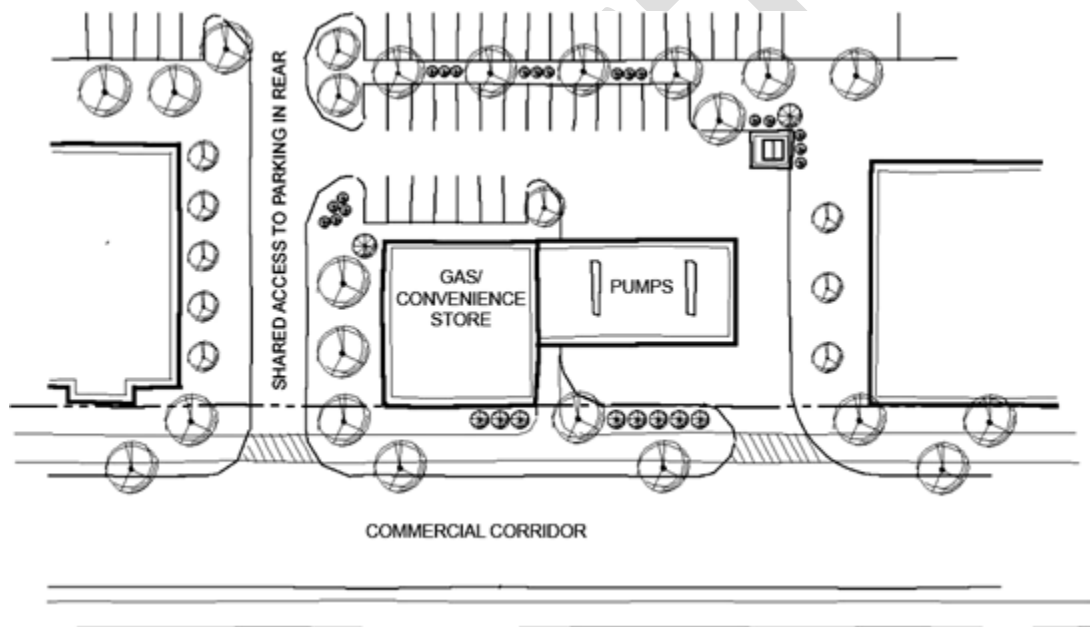 SHARED ACCESS TO PARKING IN REAR
GAS/
CONVENIENCE
STORE
PUMPS
COMMERCIAL CORRIDOR